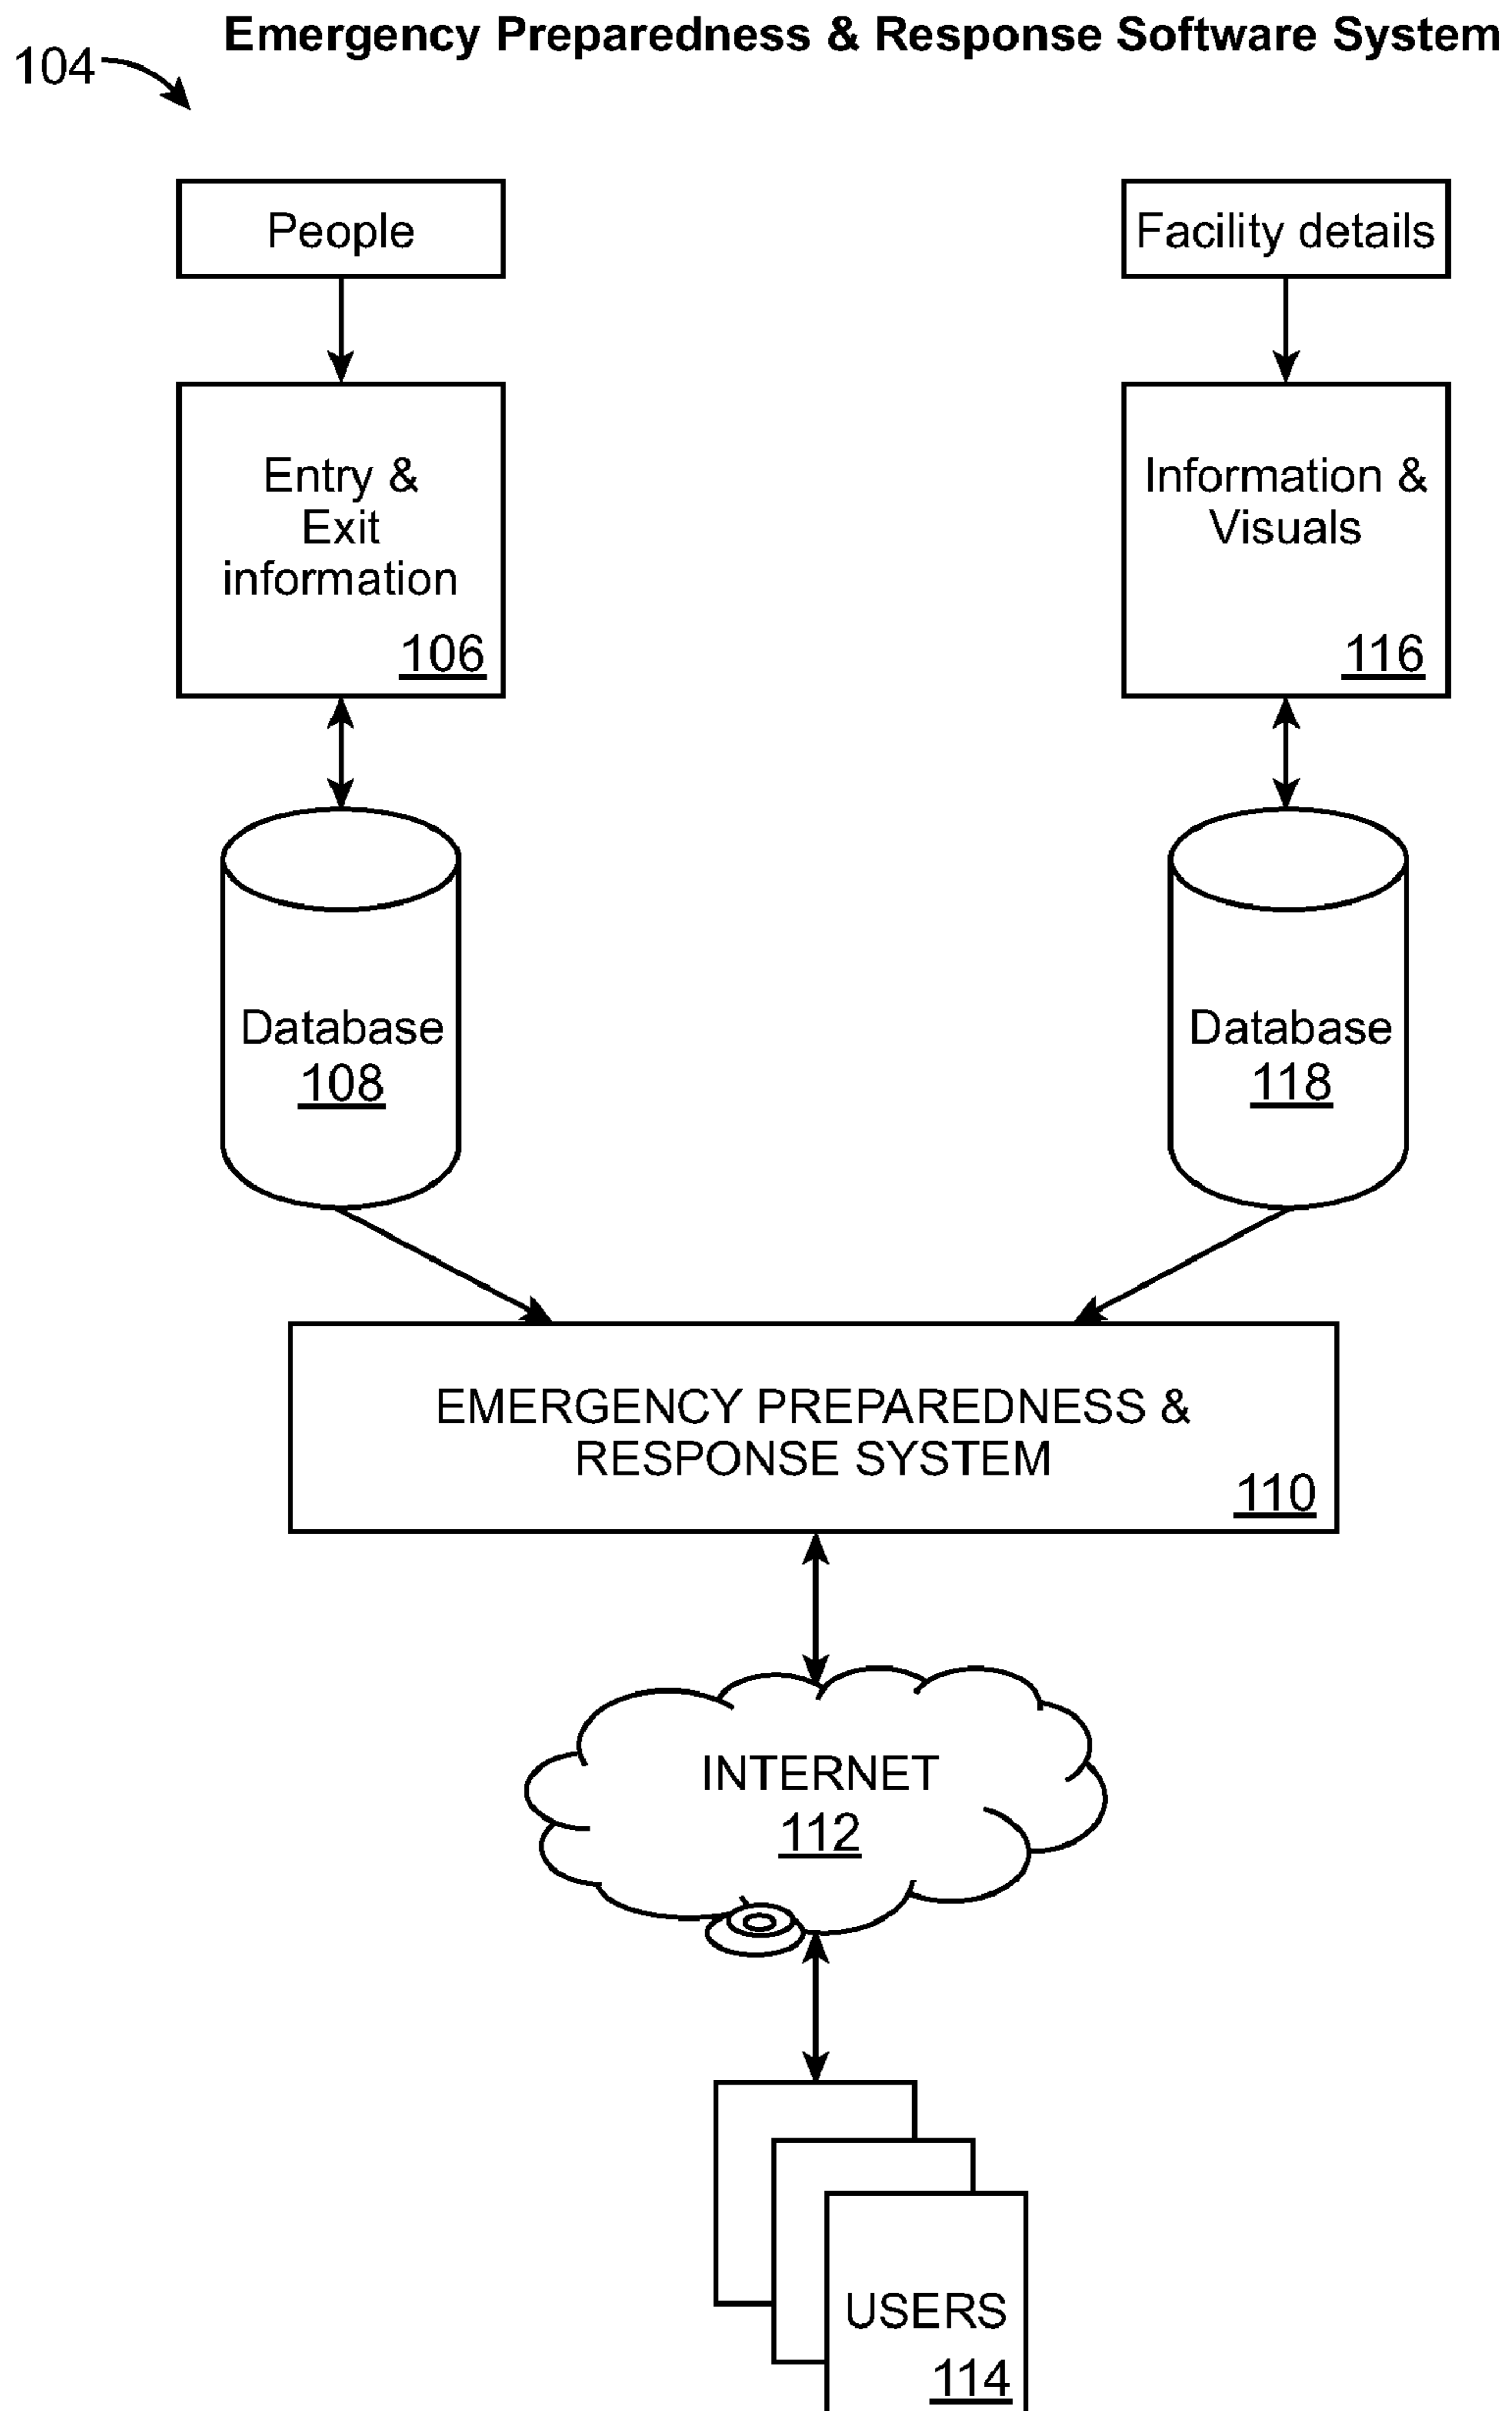 Emergency Preparedness & Response Software System
104
People
Facility details
Entry &
Exit
information
106
Information &
Visuals
116
Database
108
Database
118
EMERGENCY PREPAREDNESS &
RESPONSE SYSTEM
110
INTERNET
112
USERS
114